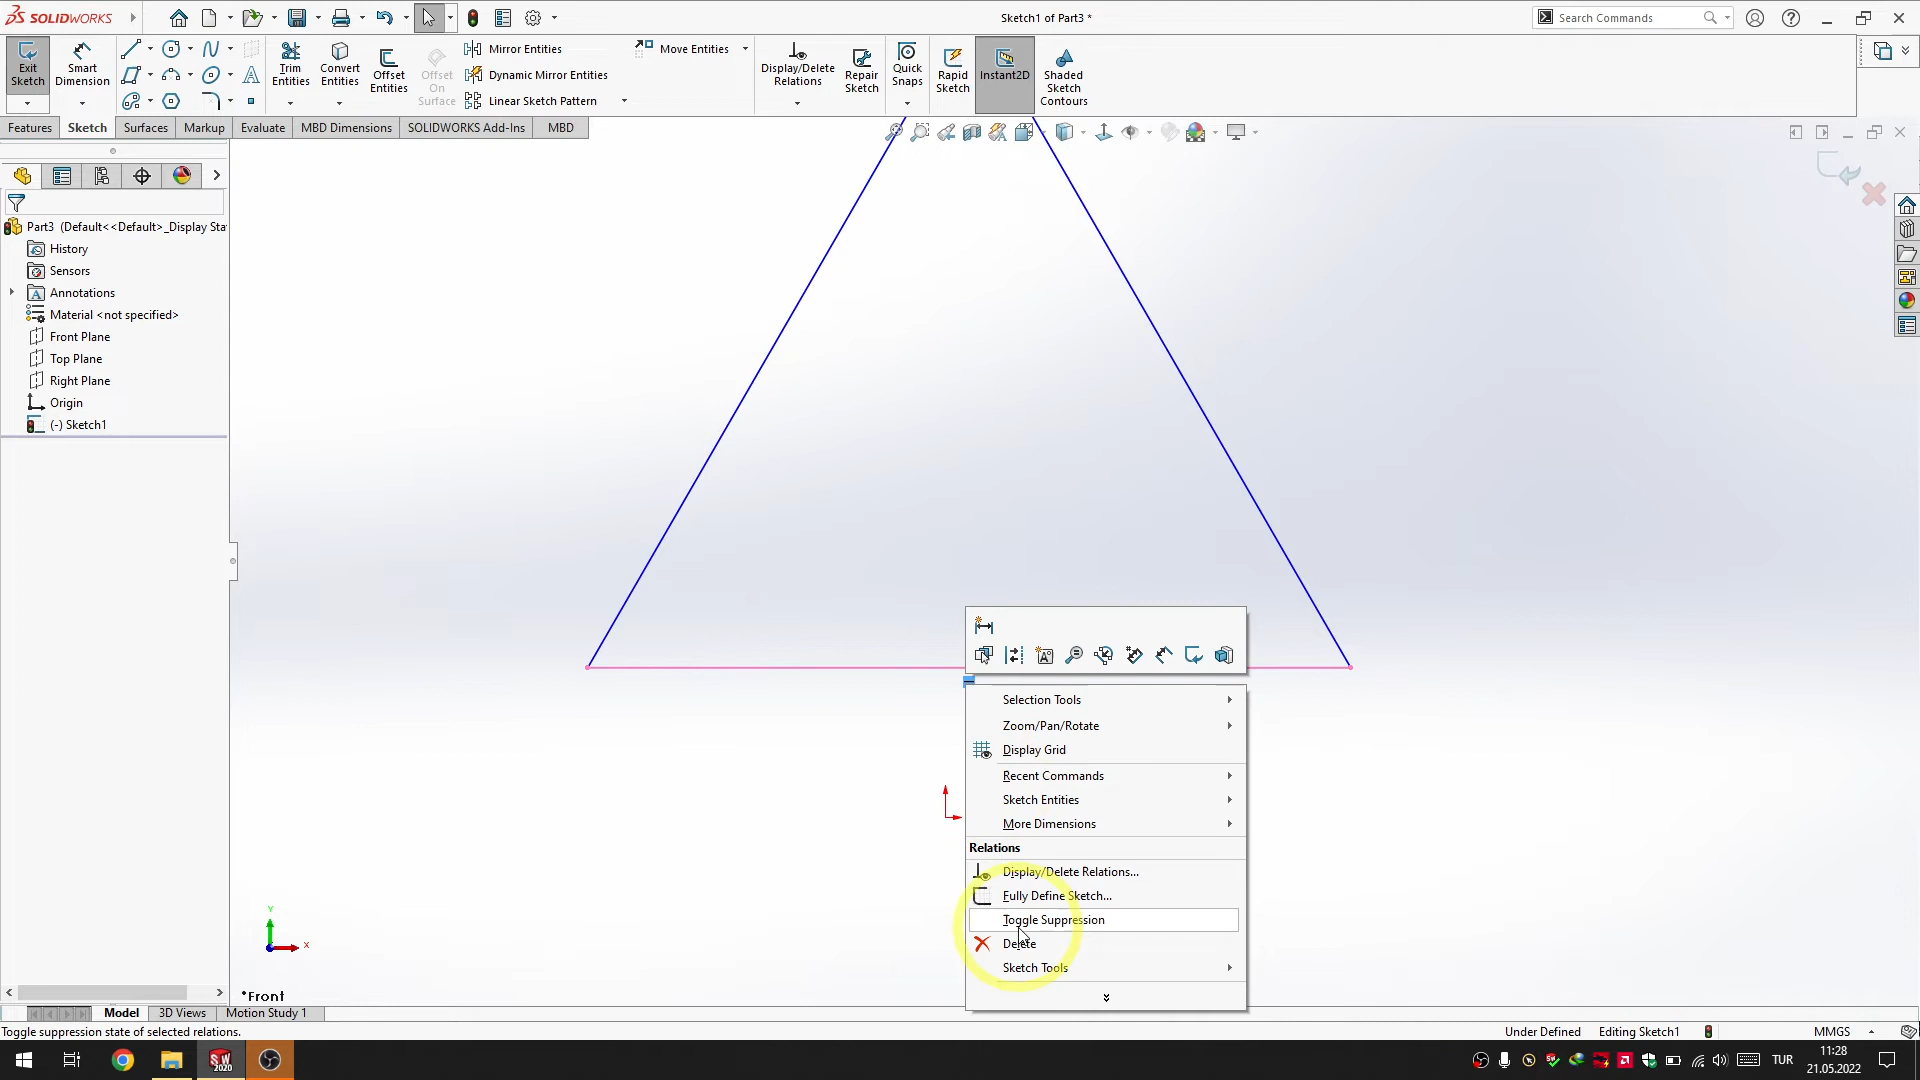 SOLIDWORKS
Sketch1 of Part3 *
Search Commands
Exit Sketch
Smart Dimension
Trim Entities
Convert Entities
Offset Entities
Offset On Surface
Mirror Entities
Dynamic Mirror Entities
Linear Sketch Pattern
Move Entities
Display/Delete Relations
Repair Sketch
Quick Snaps
Rapid Sketch
Instant2D
Shaded Sketch Contours
Features
Sketch
Surfaces
Markup
Evaluate
MBD Dimensions
SOLIDWORKS Add-Ins
MBD
Part3 (Default<<Default>_Display Sta
History
Sensors
Annotations
Material <not specified>
Front Plane
Top Plane
Right Plane
Origin
(-) Sketch1
Selection Tools
Zoom/Pan/Rotate
Display Grid
Recent Commands
Sketch Entities
More Dimensions
Relations
Display/Delete Relations...
Fully Define Sketch...
Toggle Suppression
Delete
Sketch Tools
Y
X
*Front
Model
3D Views
Motion Study 1
Toggle suppression state of selected relations.
Under Defined
Editing Sketch1
MMGS
SW
2020
TUR
11:28
21.05.2022